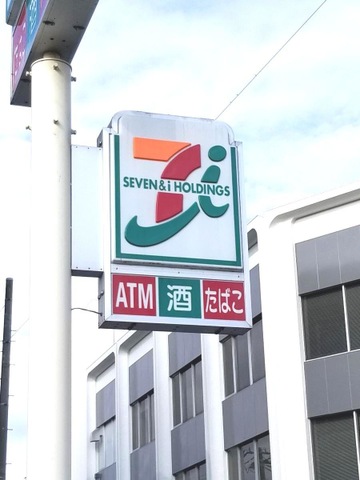 SEVEN & i HOLDINGS
ATM 酒 たばこ